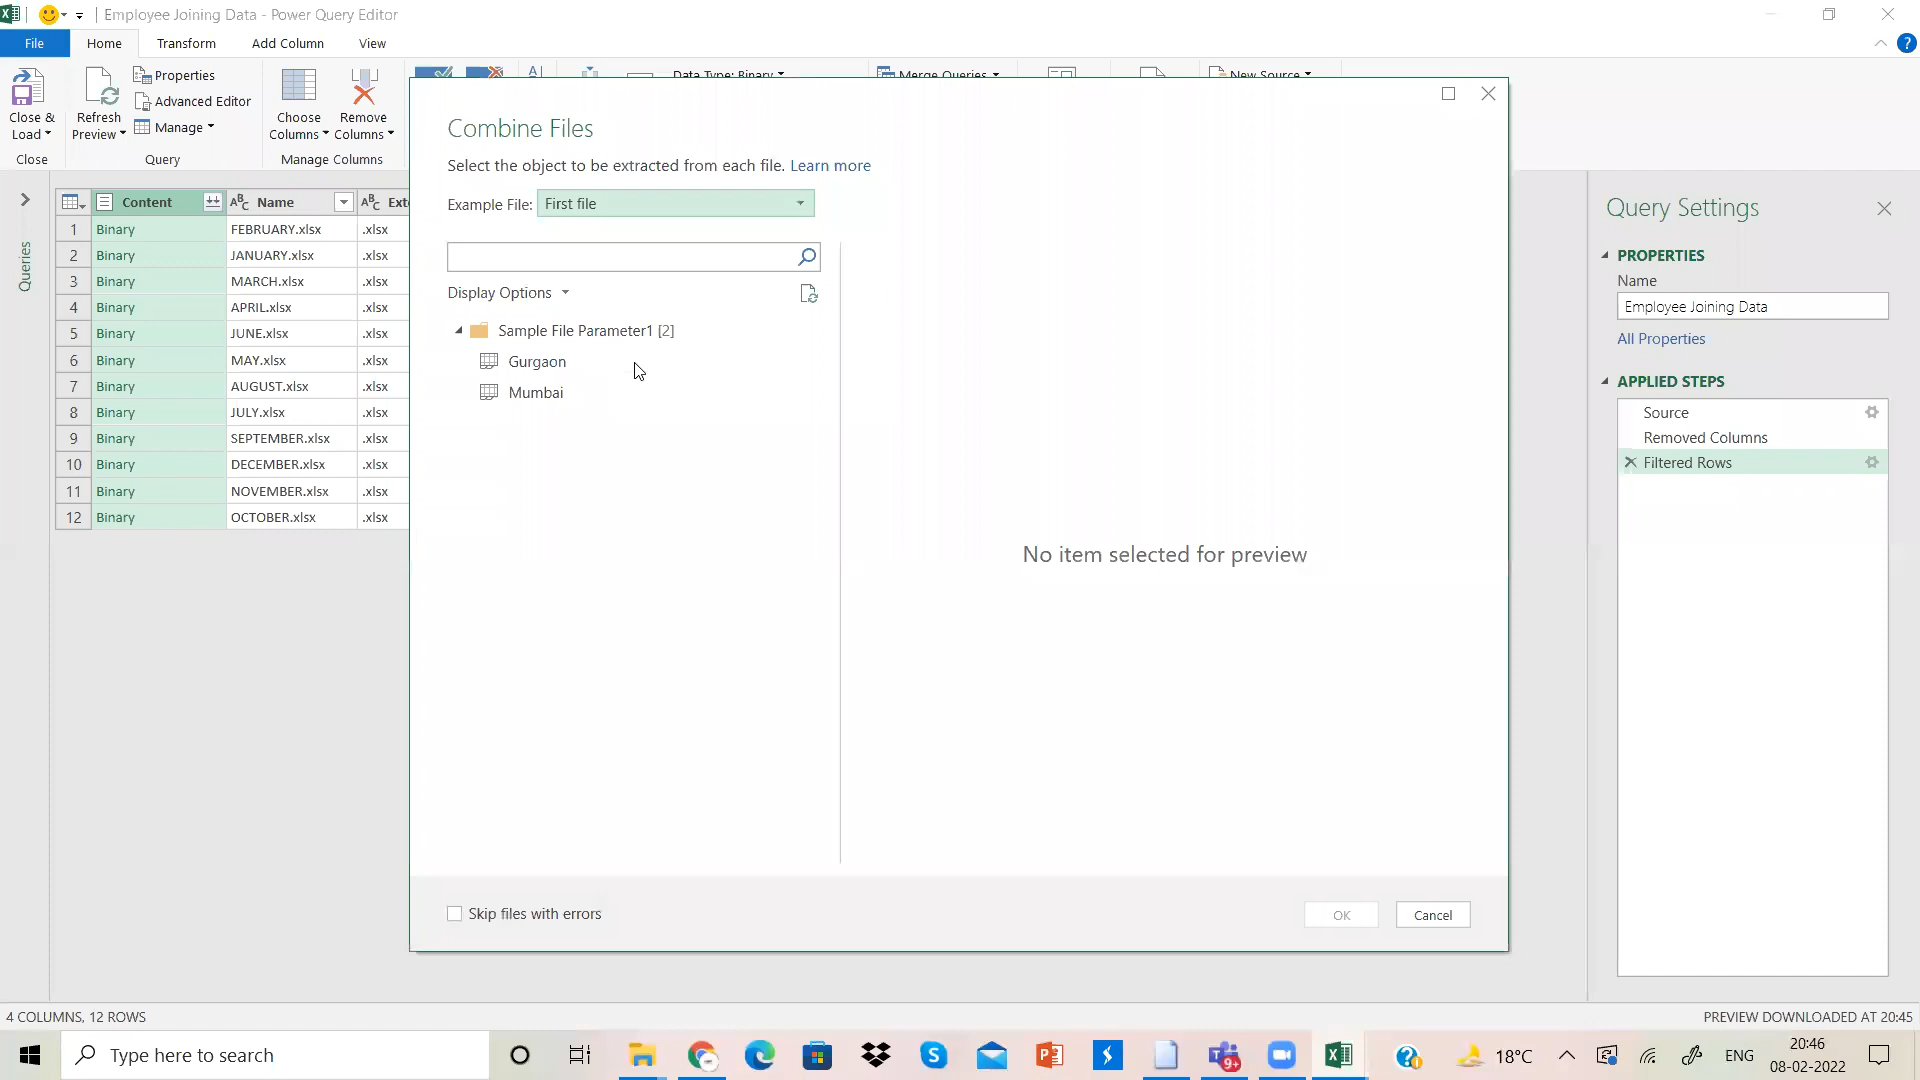 Employee Joining Data - Power Query Editor
File Home Transform Add Column View
Close & Load
Refresh Preview
Properties
Advanced Editor
Manage
Choose Columns
Remove Columns
Data Type: Binary
Merge Queries
New Source
Close
Query
Manage Columns
Queries
Content Name Ext
1 Binary FEBRUARY.xlsx .xlsx
2 Binary JANUARY.xlsx .xlsx
3 Binary MARCH.xlsx .xlsx
4 Binary APRIL.xlsx .xlsx
5 Binary JUNE.xlsx .xlsx
6 Binary MAY.xlsx .xlsx
7 Binary AUGUST.xlsx .xlsx
8 Binary JULY.xlsx .xlsx
9 Binary SEPTEMBER.xlsx .xlsx
10 Binary DECEMBER.xlsx .xlsx
11 Binary NOVEMBER.xlsx .xlsx
12 Binary OCTOBER.xlsx .xlsx
Combine Files
Select the object to be extracted from each file. Learn more
Example File: First file
Display Options
Sample File Parameter1 [2]
Gurgaon
Mumbai
No item selected for preview
Skip files with errors
OK
Cancel
Query Settings
PROPERTIES
Name
Employee Joining Data
All Properties
APPLIED STEPS
Source
Removed Columns
Filtered Rows
4 COLUMNS, 12 ROWS
PREVIEW DOWNLOADED AT 20:45
Type here to search
9+
18°C
ENG
20:46
08-02-2022